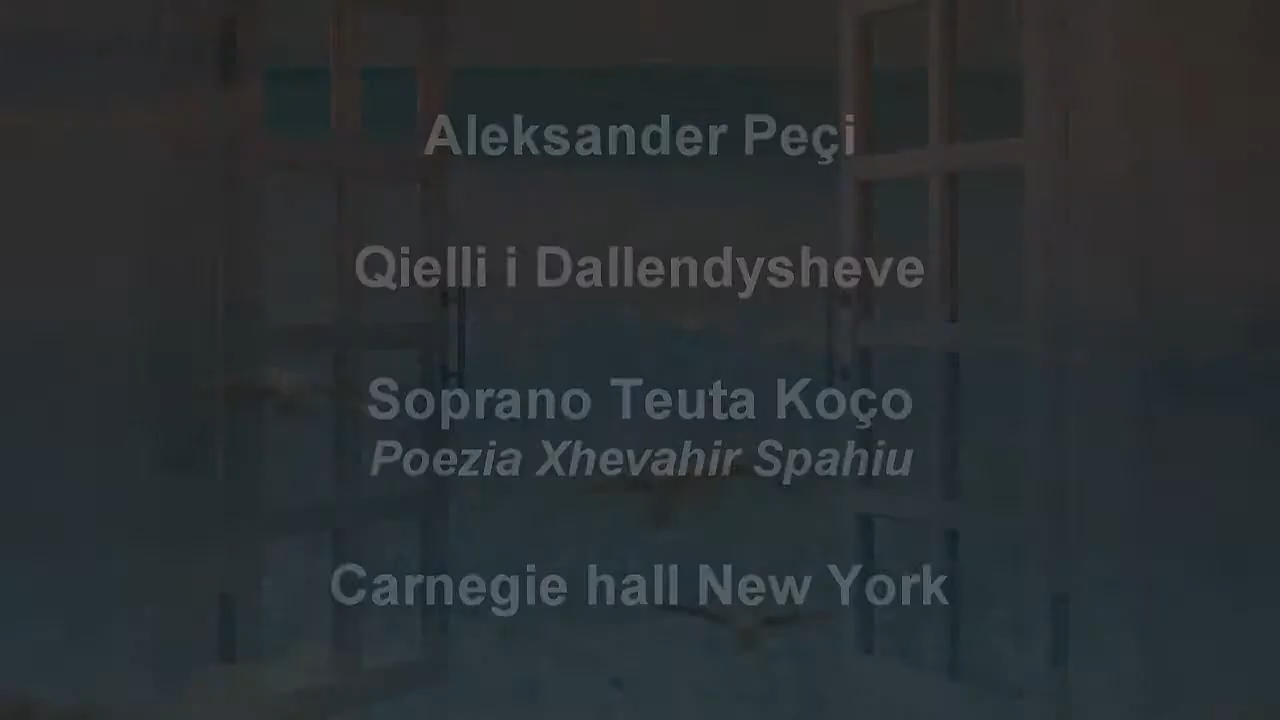 Aleksander Peçi
Qielli i Dallendysheve
Soprano Teuta Koço
Poezia Xhevahir Spahiu
Carnegie hall New York